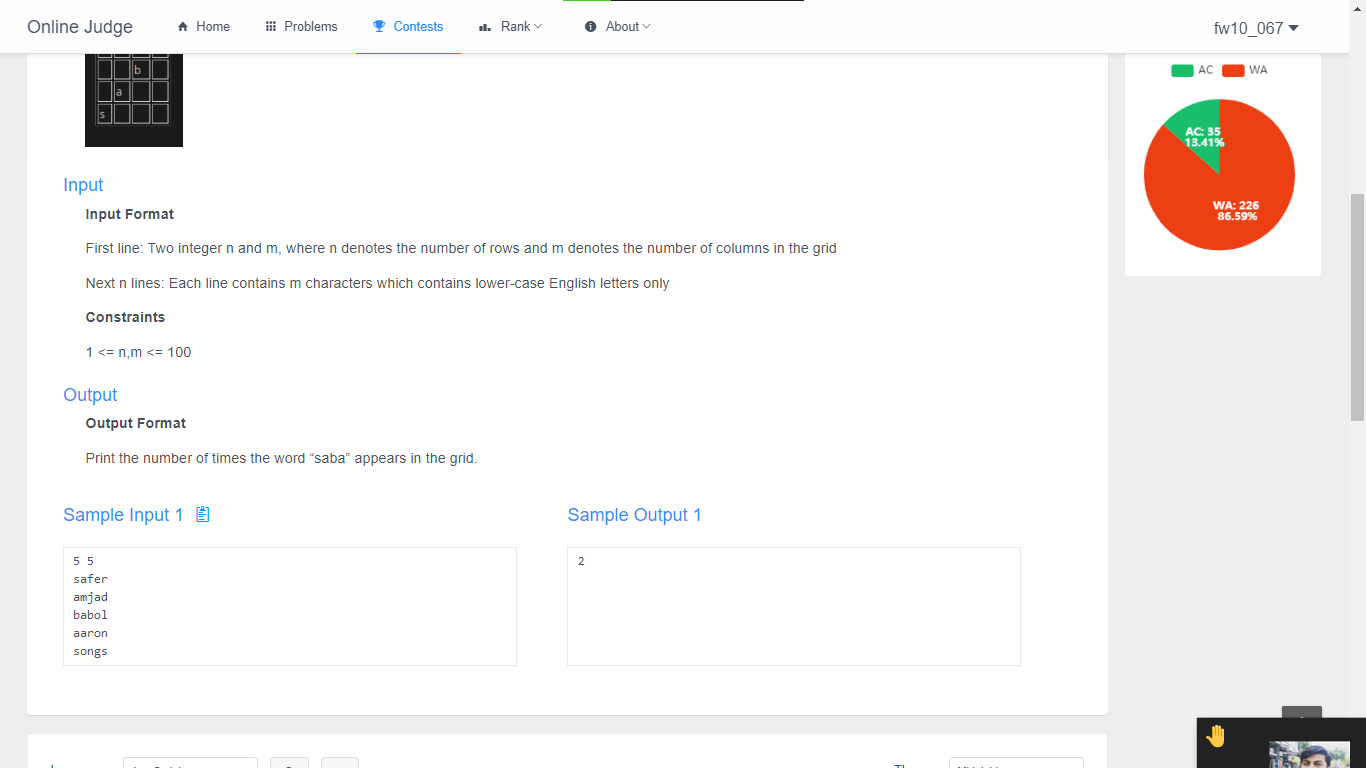 Online Judge
Home
Problems
Contests
Rank
About
fw10_067
b
a
s
AC
WA
AC: 35
13.41%
WA: 226
86.59%
Input
Input Format
First line: Two integer n and m, where n denotes the number of rows and m denotes the number of columns in the grid
Next n lines: Each line contains m characters which contains lower-case English letters only
Constraints
1 <= n,m <= 100
Output
Output Format
Print the number of times the word “saba” appears in the grid.
Sample Input 1
Sample Output 1
5 5
safer
amjad
babol
aaron
songs
2